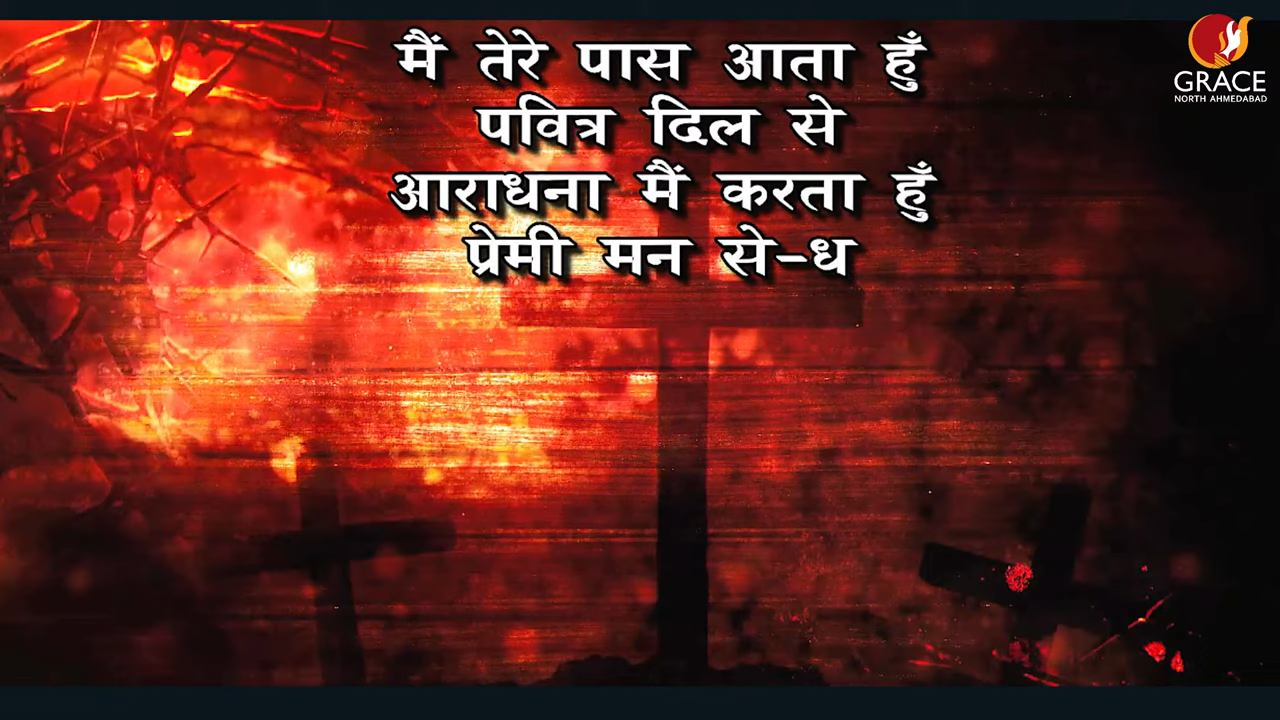 मैं तेरे पास आता हुँ
पवित्र दिल से
आराधना मैं करता हुँ
प्रेमी मन से-ध
GRACE
NORTH AHMEDABAD